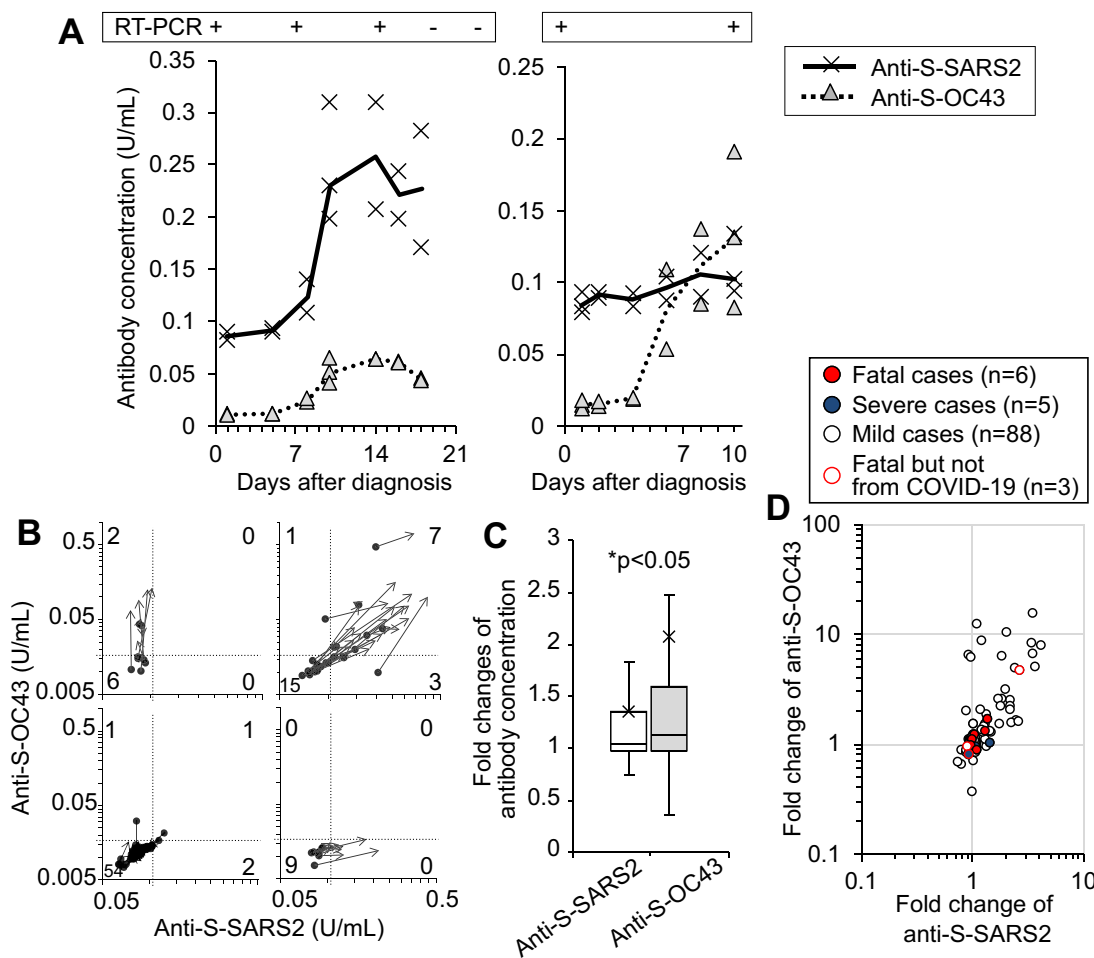 A
RT-PCR + + + - -
+ +
Anti-S-SARS2
Anti-S-OC43
Antibody concentration (U/mL)
0.35
0.3
0.25
0.2
0.15
0.1
0.05
0
0 7 14 21
Days after diagnosis
0.25
0.2
0.15
0.1
0.05
0
0 7 10
Days after diagnosis
Fatal cases (n=6)
Severe cases (n=5)
Mild cases (n=88)
Fatal but not
from COVID-19 (n=3)
B
Anti-S-OC43 (U/mL)
0.5
0.05
0.005
2 0
6 0
1 7
15 3
0.5
0.05
0.005
1 1
54 2
0 0
9 0
0.05 0.05 0.5
Anti-S-SARS2 (U/mL)
C
Fold changes of
antibody concentration
3
2.5
2
1.5
1
0.5
0
*p<0.05
Anti-S-SARS2
Anti-S-OC43
D
Fold change of anti-S-OC43
100
10
1
0.1
0.1 1 10
Fold change of
anti-S-SARS2